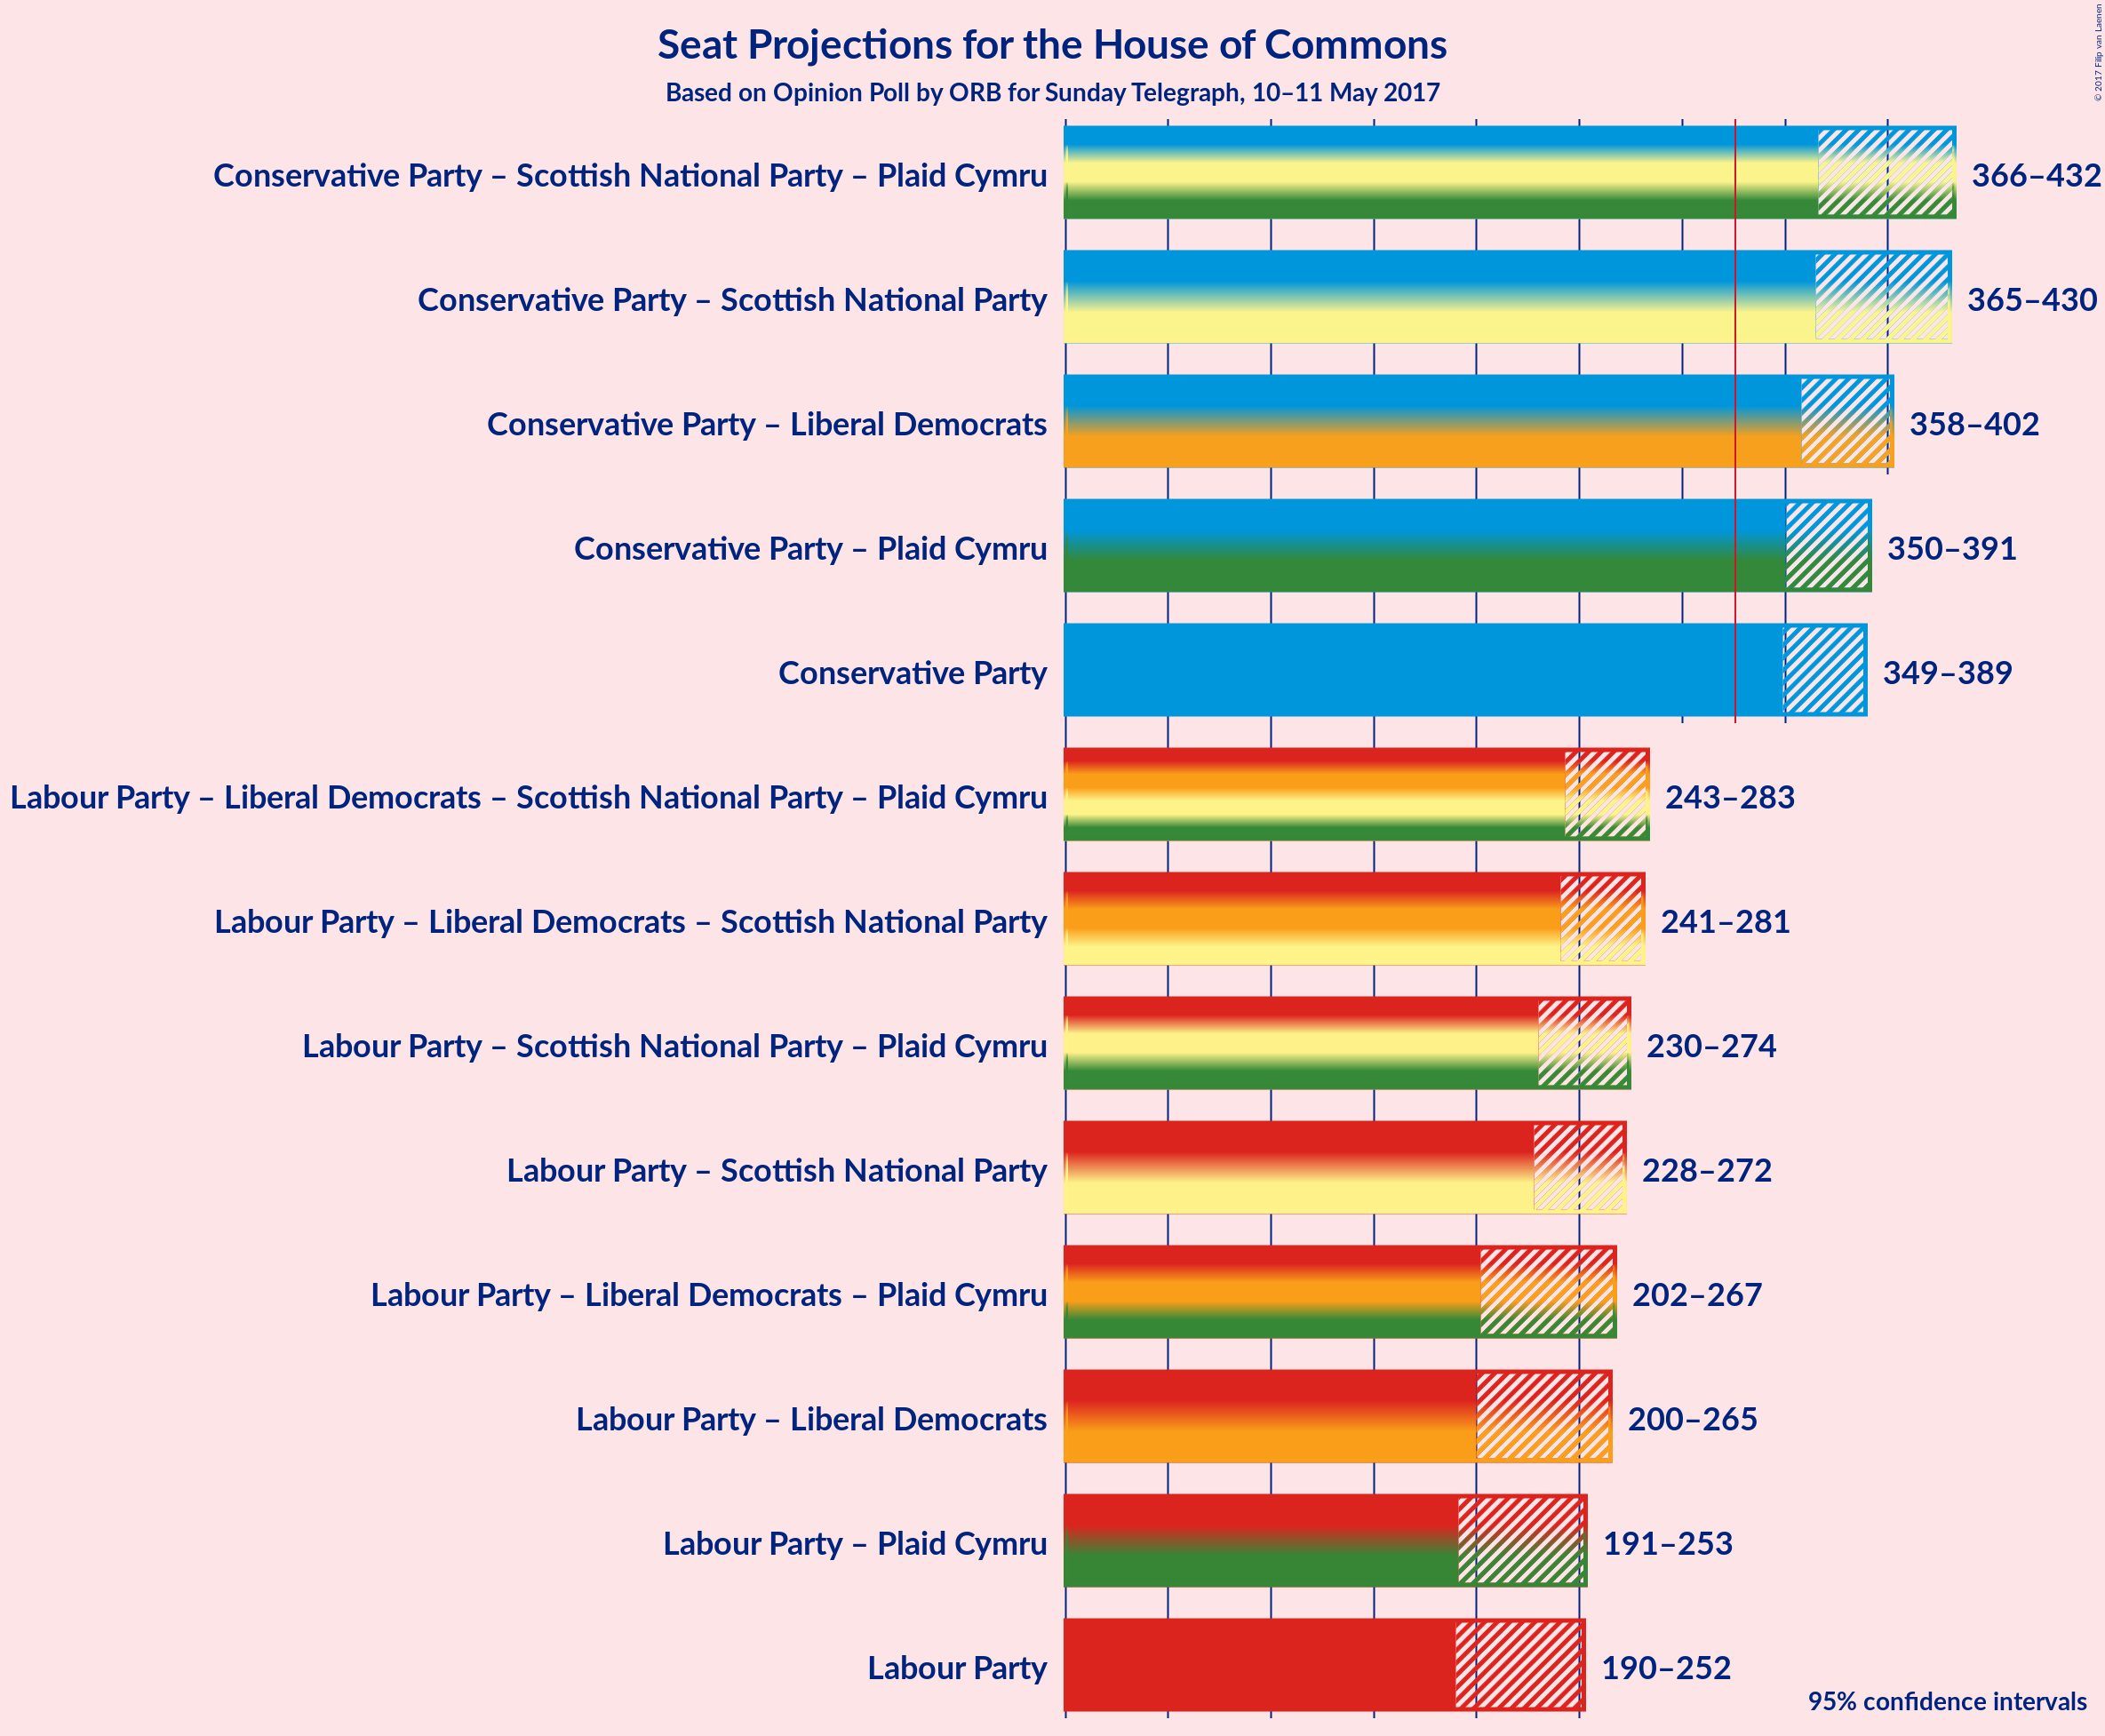 Seat Projections for the House of Commons
Based on Opinion Poll by ORB for Sunday Telegraph, 10–11 May 2017
© 2017 Filip van Laenen
Conservative Party – Scottish National Party – Plaid Cymru 366–432
Conservative Party – Scottish National Party 365–430
Conservative Party – Liberal Democrats 358–402
Conservative Party – Plaid Cymru 350–391
Conservative Party 349–389
Labour Party – Liberal Democrats – Scottish National Party – Plaid Cymru 243–283
Labour Party – Liberal Democrats – Scottish National Party 241–281
Labour Party – Scottish National Party – Plaid Cymru 230–274
Labour Party – Scottish National Party 228–272
Labour Party – Liberal Democrats – Plaid Cymru 202–267
Labour Party – Liberal Democrats 200–265
Labour Party – Plaid Cymru 191–253
Labour Party 190–252
95% confidence intervals